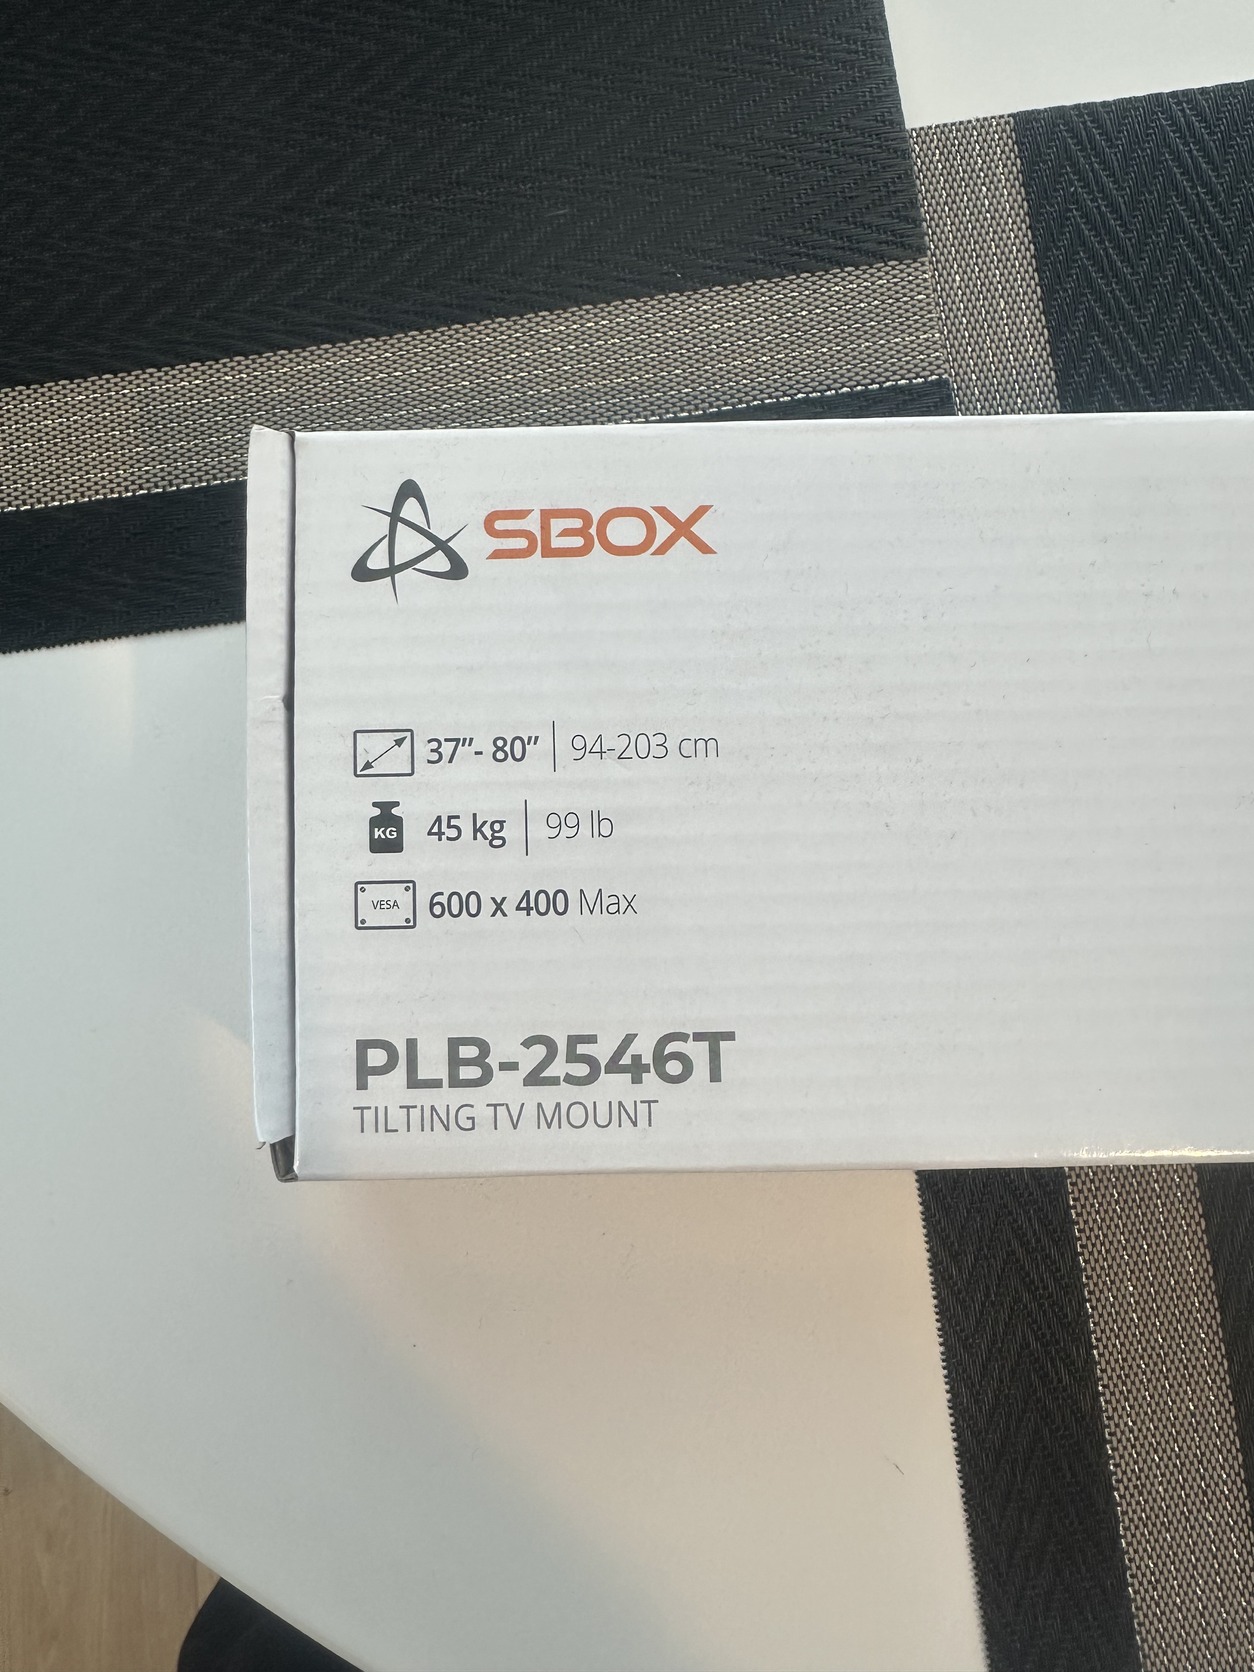 SBOX
37”- 80” | 94-203 cm
KG
45 kg | 99 lb
VESA
600 x 400 Max
PLB-2546T
TILTING TV MOUNT